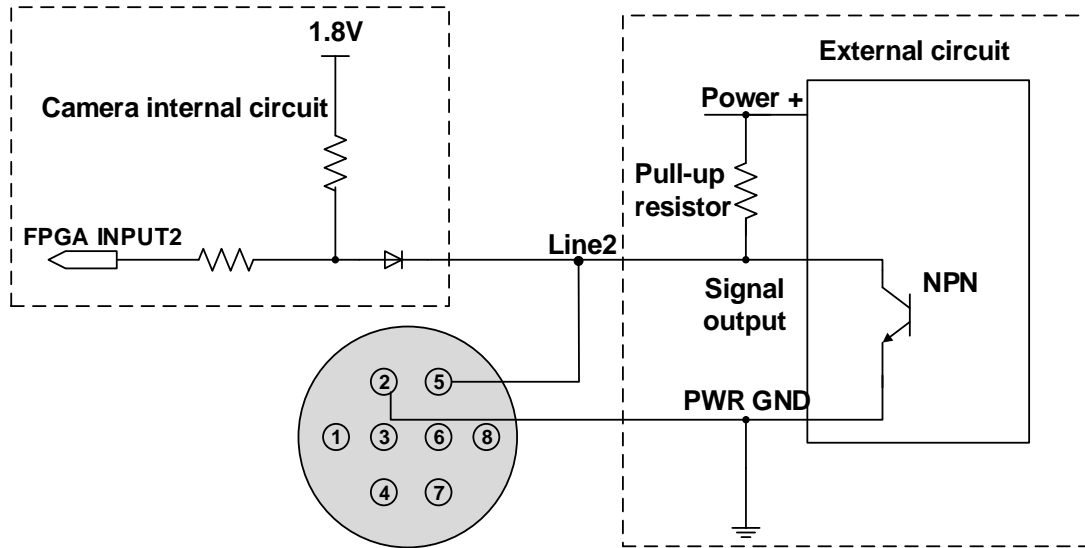 1.8V
Camera internal circuit
FPGA INPUT2
Line2
External circuit
Power +
Pull-up
resistor
Signal
output
NPN
PWR GND
2 5
1 3 6 8
4 7